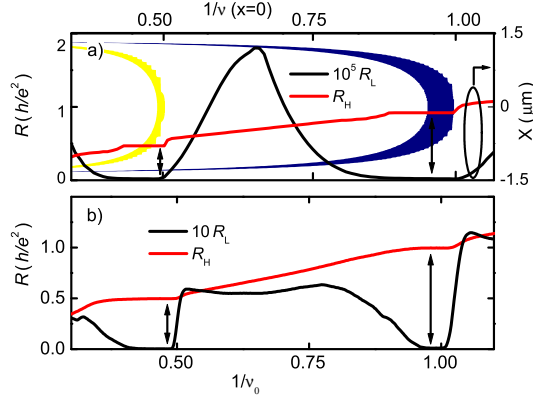 1/ν (x=0)
0.50 0.75 1.00
a)
R (h/e²)
2
1
0
10⁵ R_L
R_H
1.5
0
-1.5
X (μm)
b)
R (h/e²)
1.0
0.5
0.0
10 R_L
R_H
0.50 0.75 1.00
1/ν₀